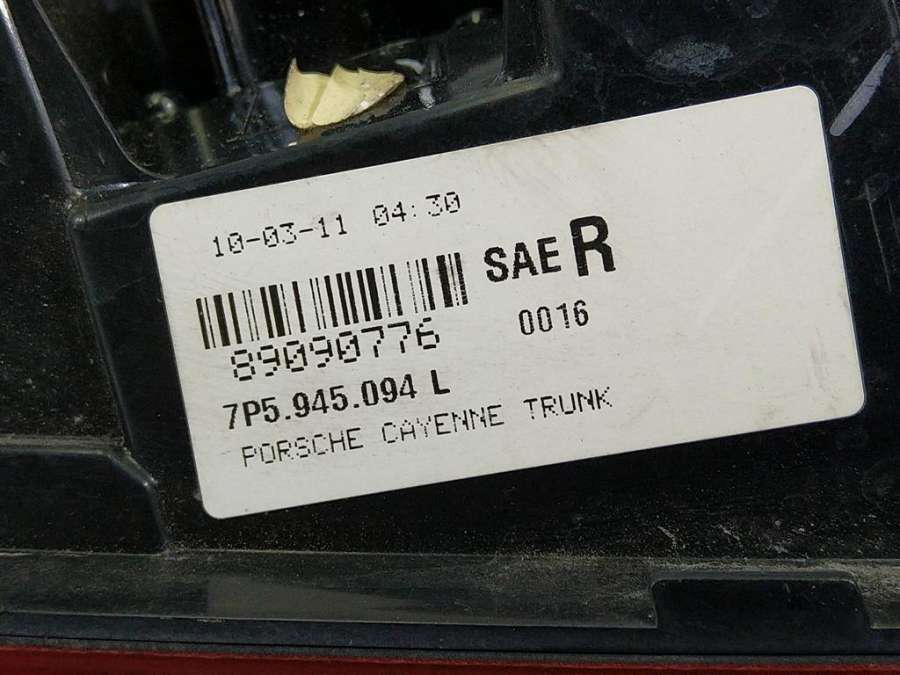 10-03-11 04:30
SAE R
89090776
0016
7P5.945.094 L
PORSCHE CAYENNE TRUNK